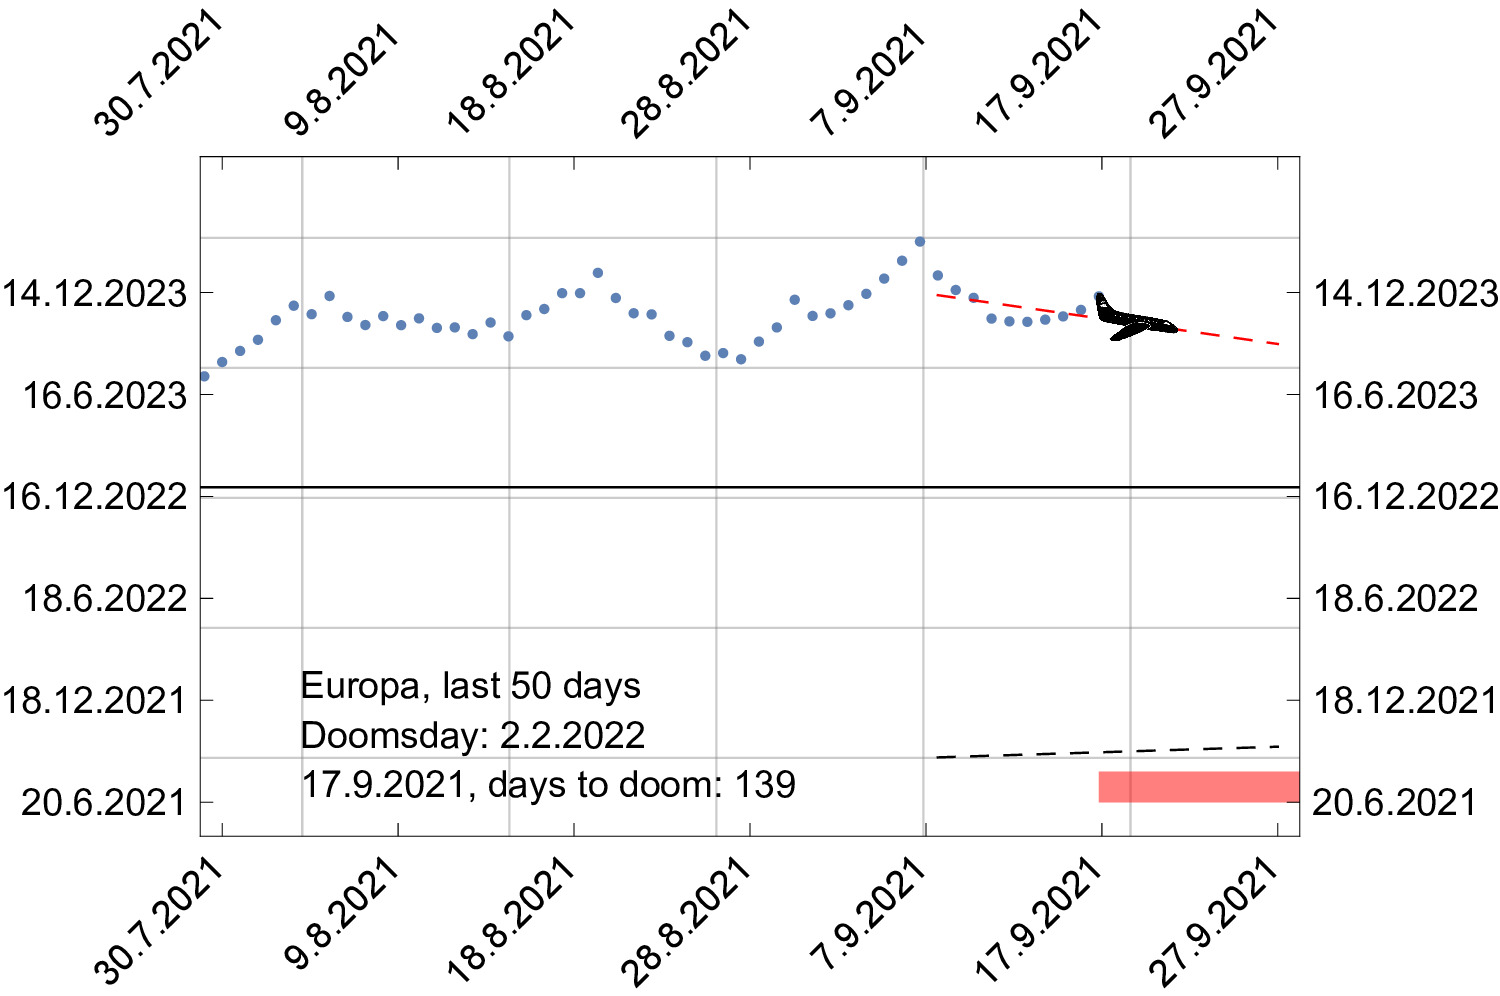 30.7.2021 9.8.2021 18.8.2021 28.8.2021 7.9.2021 17.9.2021 27.9.2021
14.12.2023 14.12.2023
16.6.2023 16.6.2023
16.12.2022 16.12.2022
18.6.2022 18.6.2022
18.12.2021 18.12.2021
20.6.2021 20.6.2021
Europa, last 50 days
Doomsday: 2.2.2022
17.9.2021, days to doom: 139
30.7.2021 9.8.2021 18.8.2021 28.8.2021 7.9.2021 17.9.2021 27.9.2021